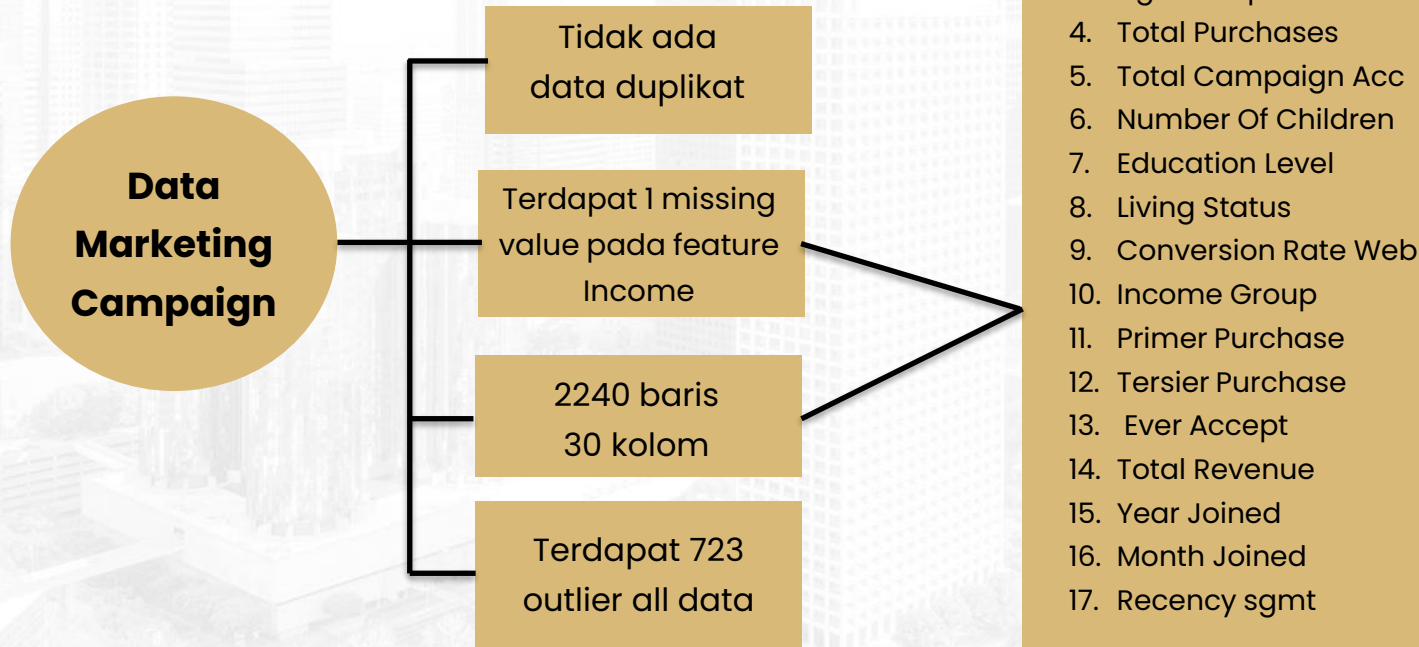 Tidak ada
data duplikat
Data
Marketing
Campaign
Terdapat 1 missing
value pada feature
Income
2240 baris
30 kolom
Terdapat 723
outlier all data
4. Total Purchases
5. Total Campaign Acc
6. Number Of Children
7. Education Level
8. Living Status
9. Conversion Rate Web
10. Income Group
11. Primer Purchase
12. Tersier Purchase
13. Ever Accept
14. Total Revenue
15. Year Joined
16. Month Joined
17. Recency sgmt